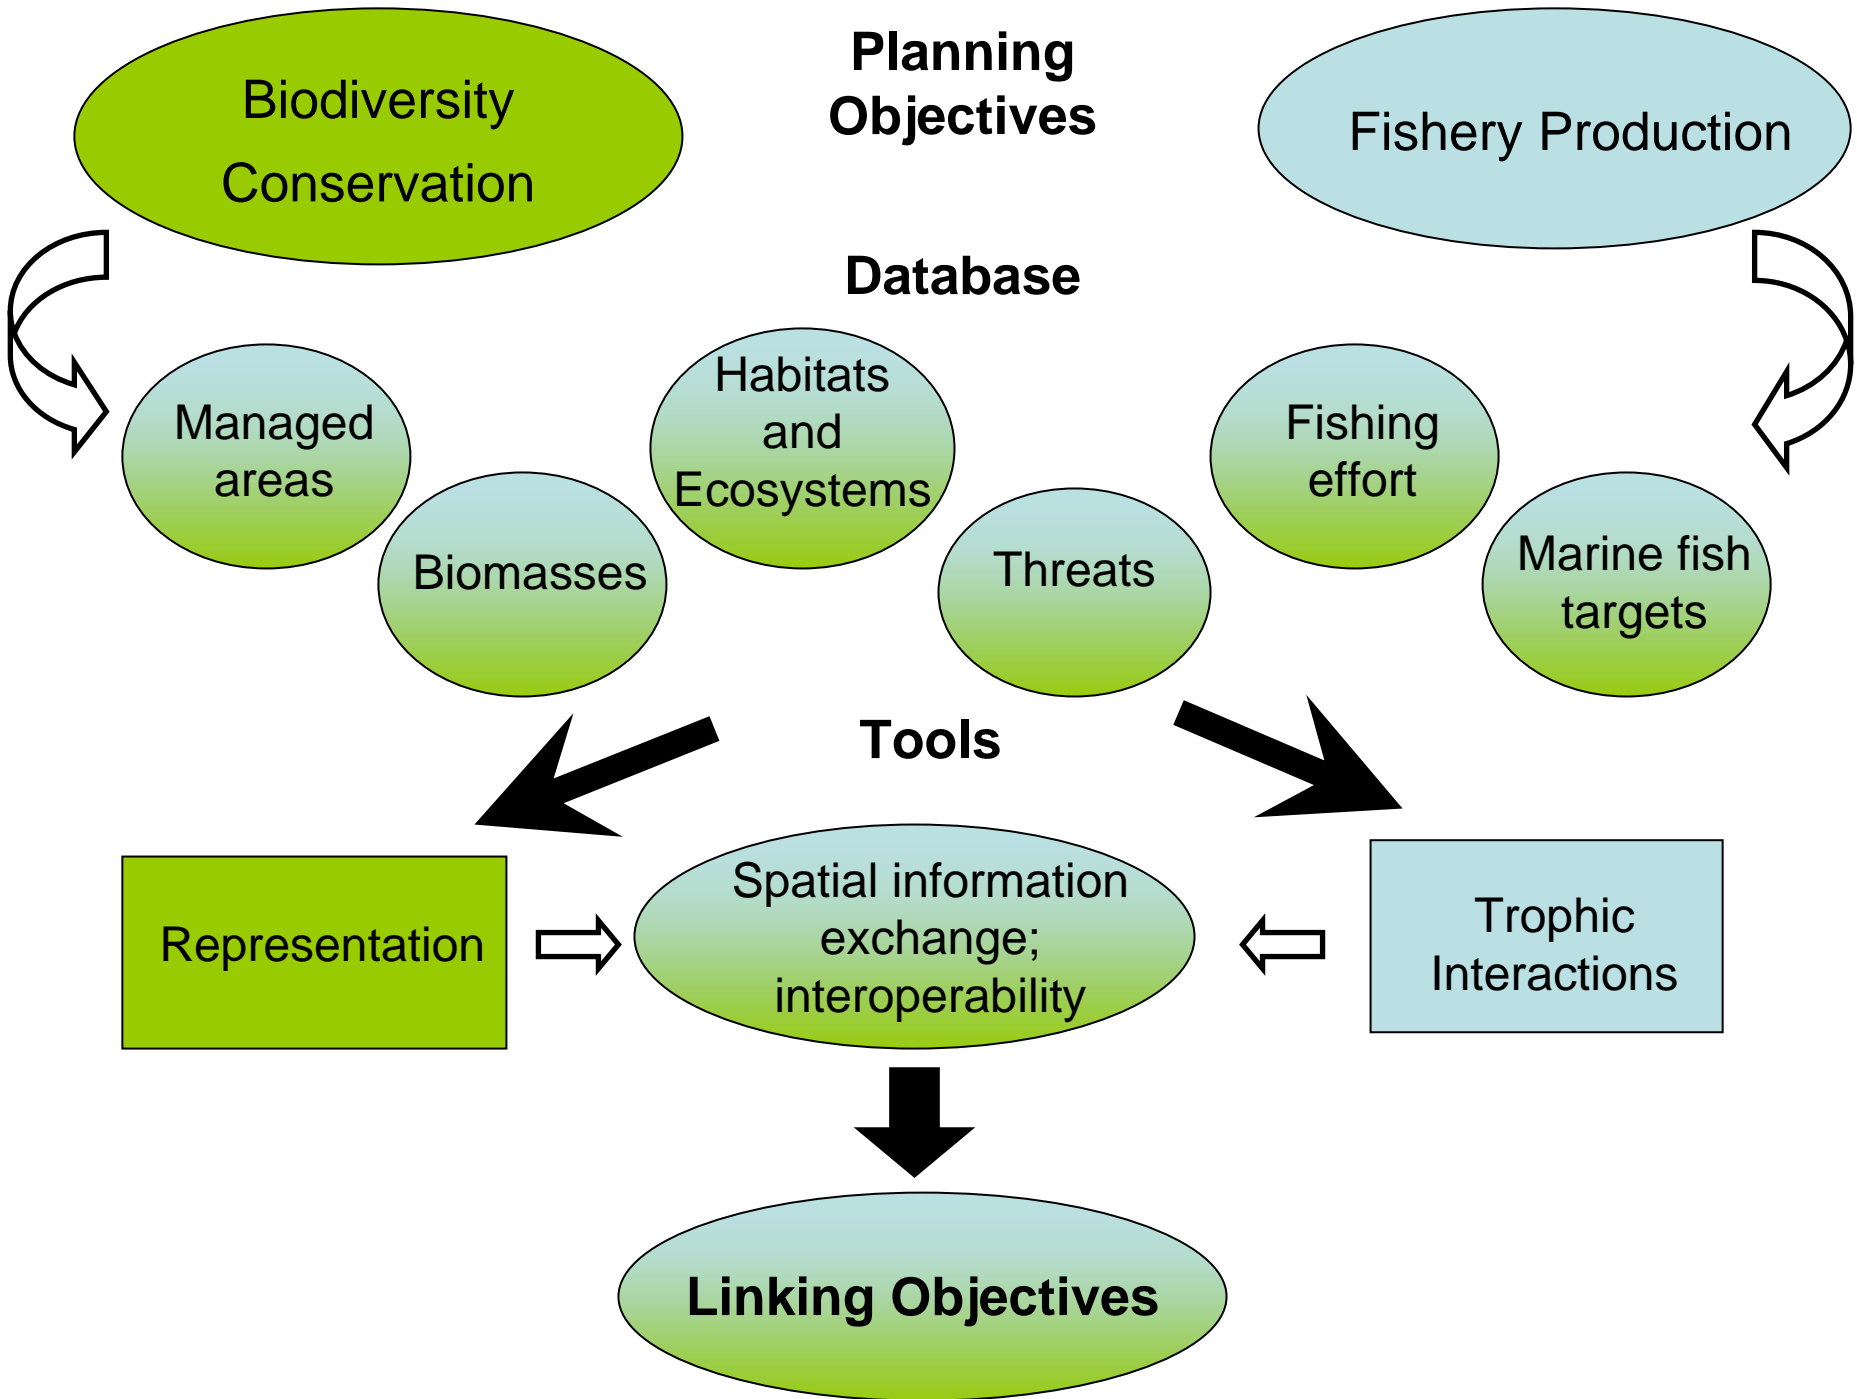 Biodiversity
Conservation
Planning
Objectives
Fishery Production
Database
Managed
areas
Biomasses
Habitats
and
Ecosystems
Threats
Fishing
effort
Marine fish
targets
Tools
Representation
Spatial information
exchange;
interoperability
Trophic
Interactions
Linking Objectives